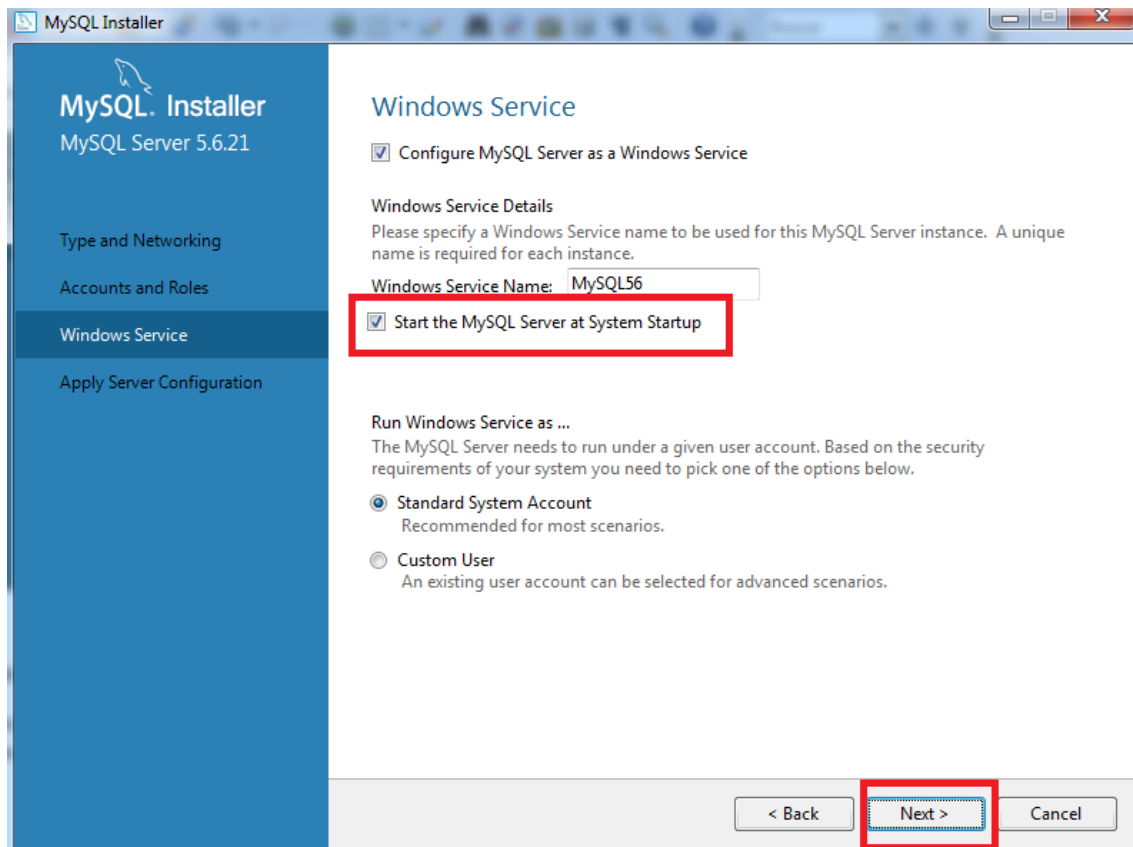 MySQL Installer
MySQL. Installer
MySQL Server 5.6.21
Type and Networking
Accounts and Roles
Windows Service
Apply Server Configuration
Windows Service
Configure MySQL Server as a Windows Service
Windows Service Details
Please specify a Windows Service name to be used for this MySQL Server instance. A unique
name is required for each instance.
Windows Service Name: MySQL56
Start the MySQL Server at System Startup
Run Windows Service as ...
The MySQL Server needs to run under a given user account. Based on the security
requirements of your system you need to pick one of the options below.
Standard System Account
Recommended for most scenarios.
Custom User
An existing user account can be selected for advanced scenarios.
< Back Next > Cancel